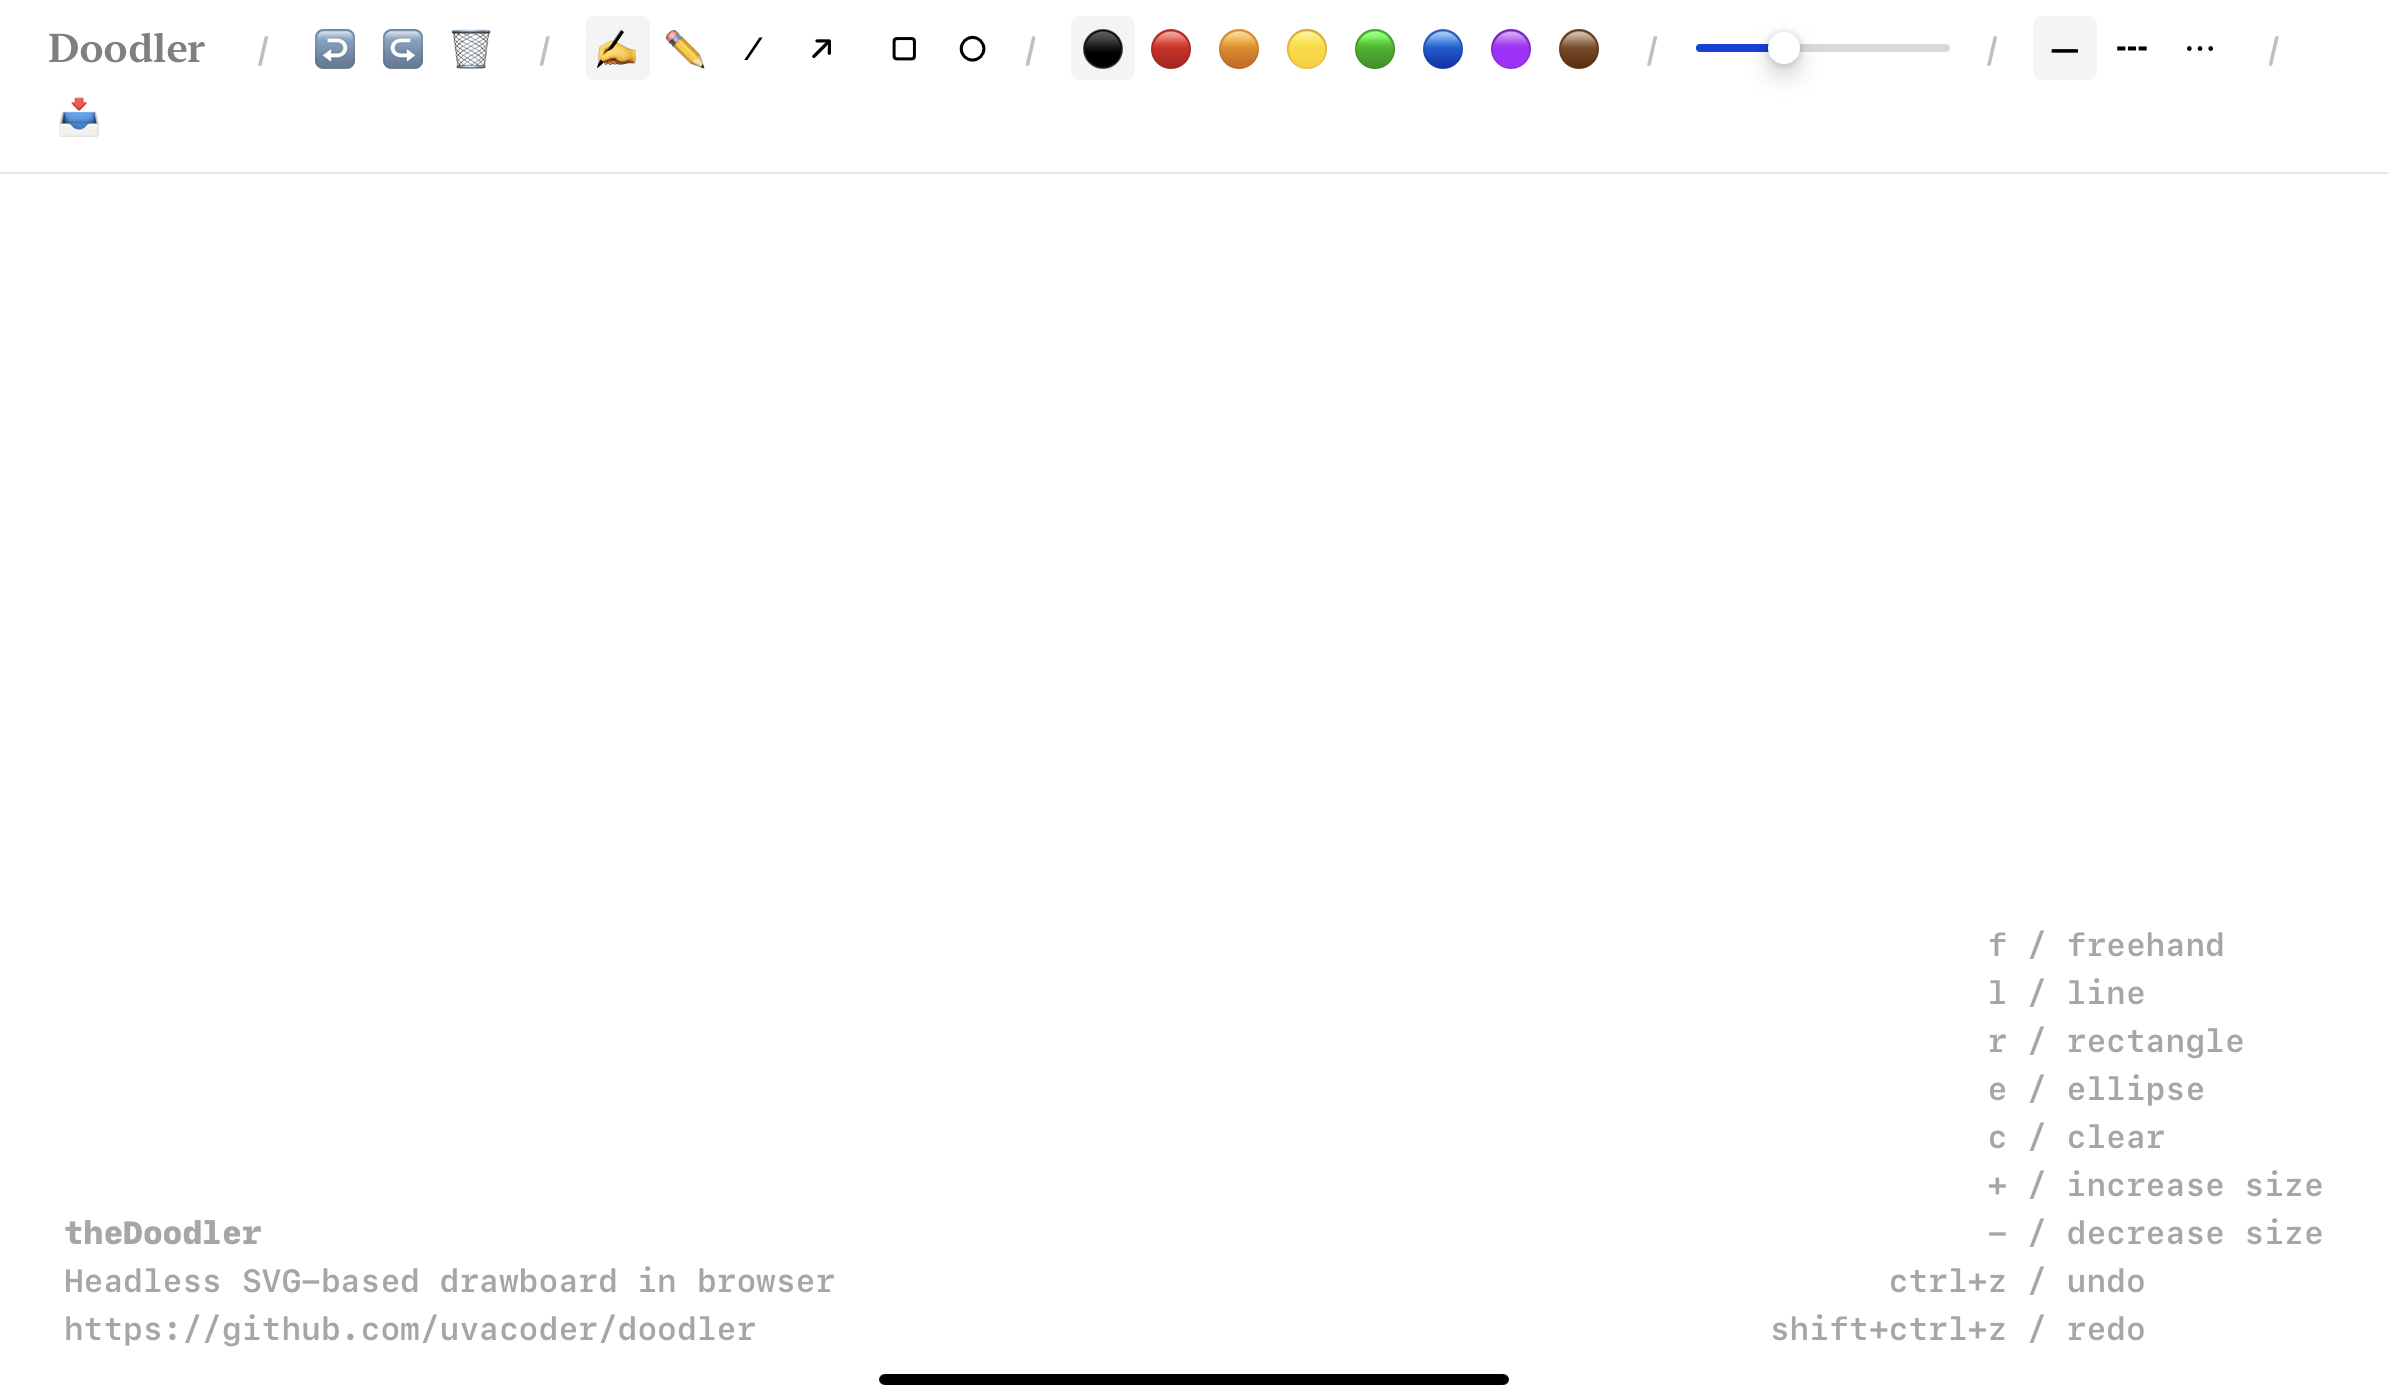 Doodler / / / / / /
f / freehand
l / line
r / rectangle
e / ellipse
c / clear
+ / increase size
- / decrease size
ctrl+z / undo
shift+ctrl+z / redo
theDoodler
Headless SVG-based drawboard in browser
https://github.com/uvacoder/doodler